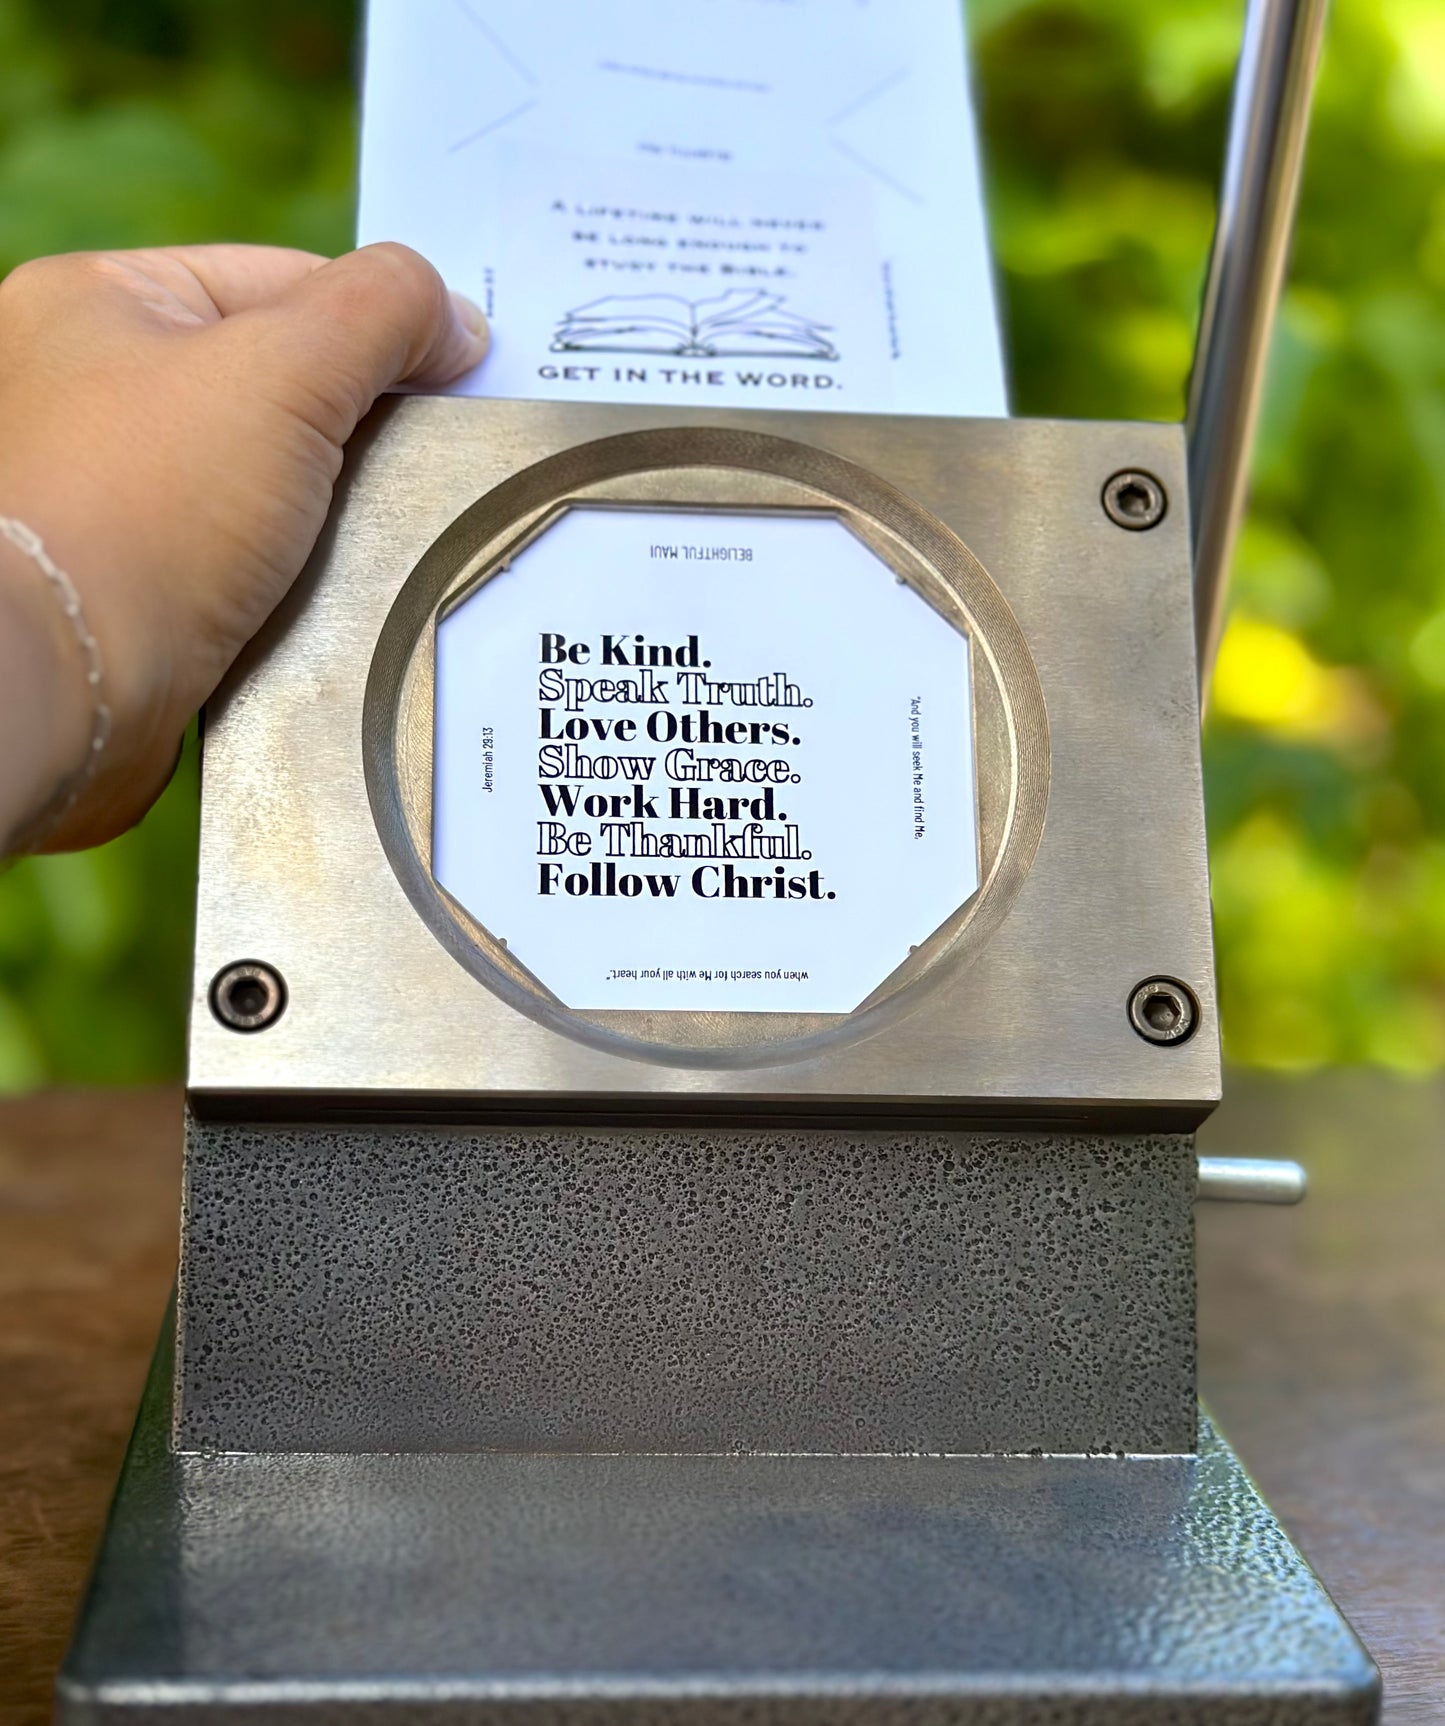 A LIFETIME WILL NEVER
BE LONG ENOUGH TO
STUDY THE BIBLE.
GET IN THE WORD.
BELIGHTFUL MAUI
Be Kind.
Speak Truth.
Love Others.
Show Grace.
Work Hard.
Be Thankful.
Follow Christ.
Jeremiah 29:13
"And you will seek Me and find Me,
when you search for Me with all your heart."